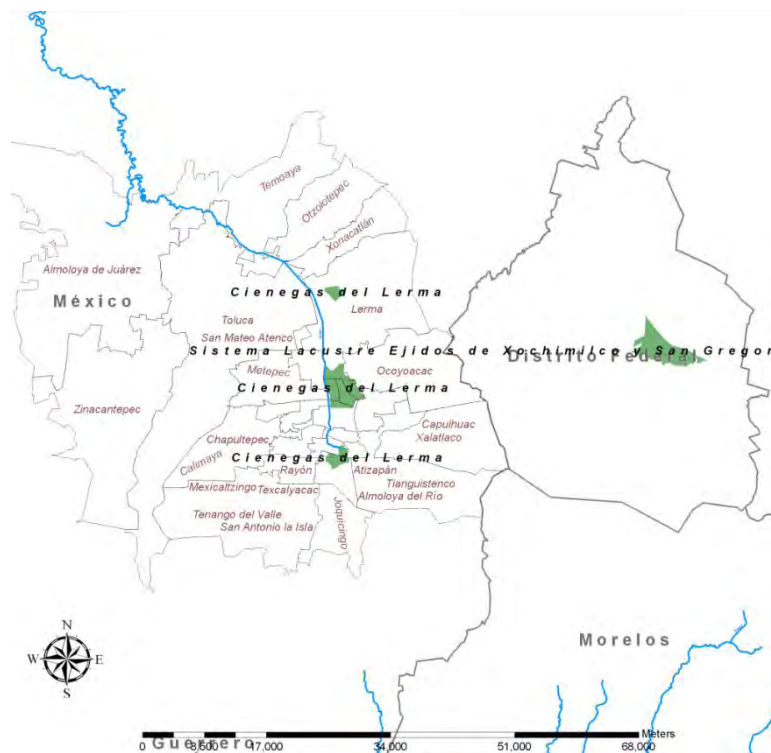 Temoaya
Otzolotepec
Xonacatlán
Almoloya de Juárez
México
Cienegas del Lerma
Lerma
Toluca
San Mateo Atenco
Sistema Lacustre Ejidos de Xochimilco y San Gregor
Distrito Federal
Metepec
Ocoyoacac
Cienegas del Lerma
Zinacantepec
Capulhuac
Chapultepec
Xalatlaco
Cienegas del Lerma
Calimaya
Rayón
Atizapán
Mexicaltzingo
Texcalyacac
Tianguistenco
Almoloya del Río
Tenango del Valle
San Antonio la Isla
Joquicingo
N
W
E
S
Morelos
Guerrero
Meters
0
8,500
17,000
34,000
51,000
68,000